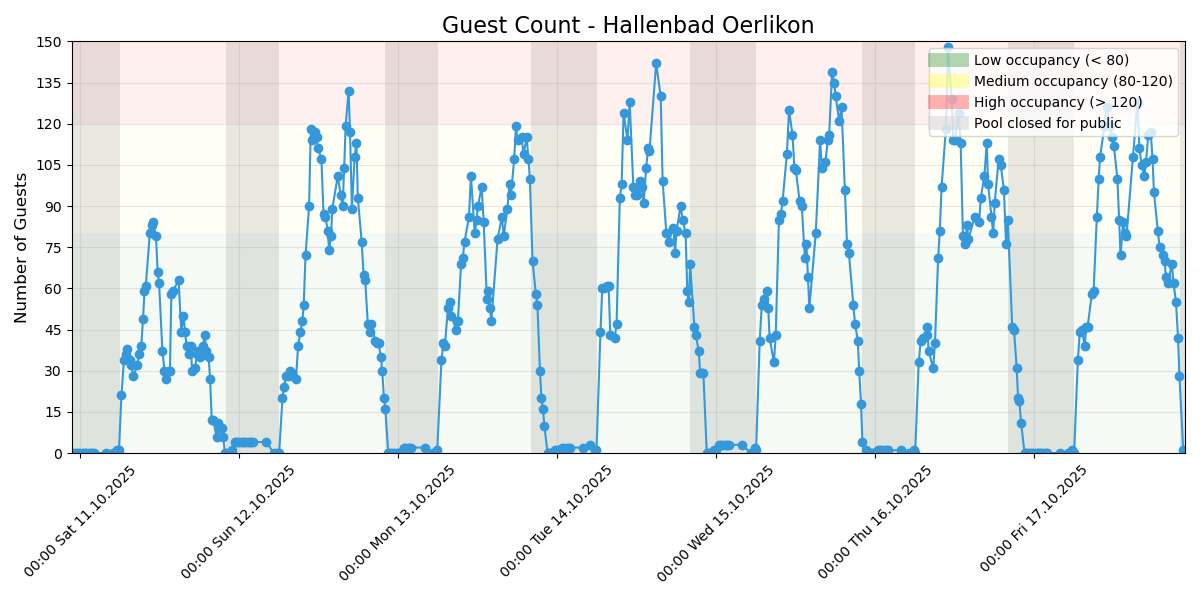 Guest Count - Hallenbad Oerlikon
Number of Guests
150
135
120
105
90
75
60
45
30
15
0
Low occupancy (< 80)
Medium occupancy (80-120)
High occupancy (> 120)
Pool closed for public
00:00 Sat 11.10.2025
00:00 Sun 12.10.2025
00:00 Mon 13.10.2025
00:00 Tue 14.10.2025
00:00 Wed 15.10.2025
00:00 Thu 16.10.2025
00:00 Fri 17.10.2025